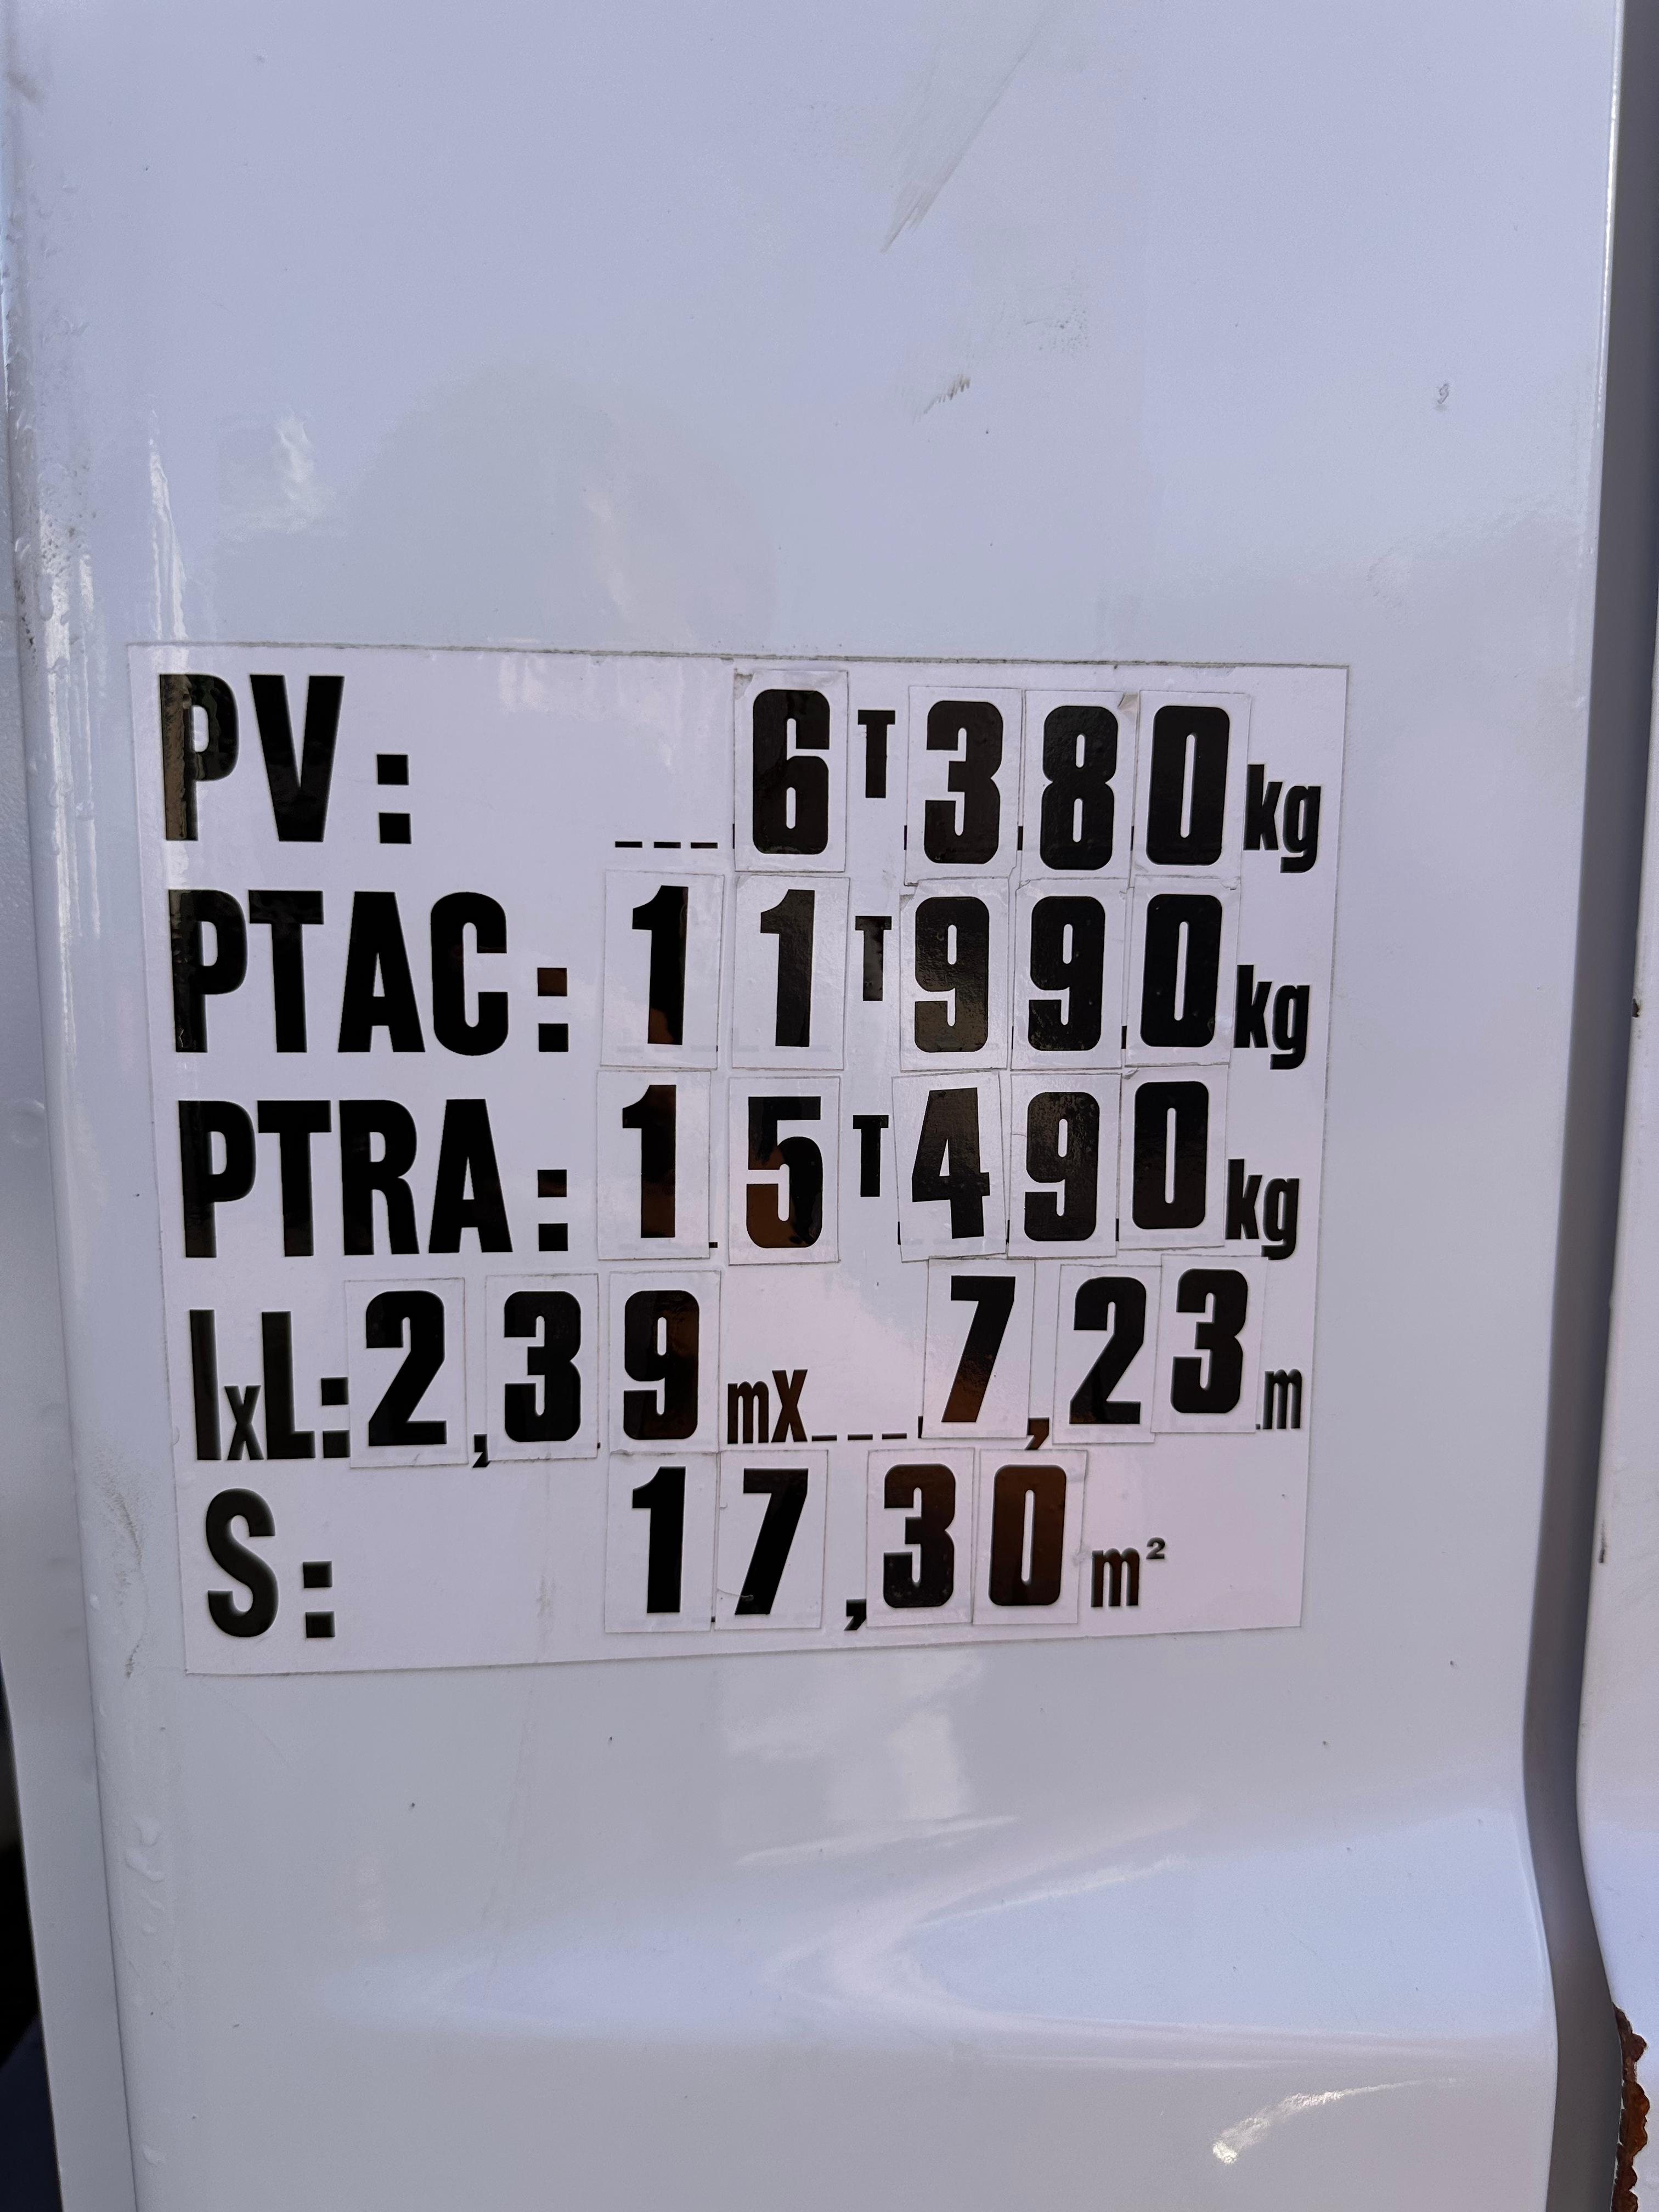 PV: 6T380kg
PTAC: 11T990kg
PTRA: 15T490kg
lxL: 2,39mX 7,23m
S: 17,30m²